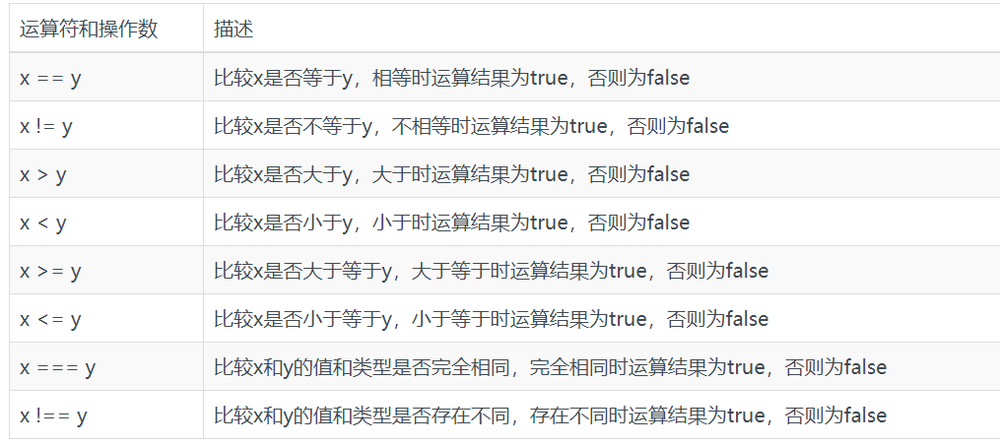 运算符和操作数 描述
x == y 比较x是否等于y，相等时运算结果为true，否则为false
x != y 比较x是否不等于y，不相等时运算结果为true，否则为false
x > y 比较x是否大于y，大于时运算结果为true，否则为false
x < y 比较x是否小于y，小于时运算结果为true，否则为false
x >= y 比较x是否大于等于y，大于等于时运算结果为true，否则为false
x <= y 比较x是否小于等于y，小于等于时运算结果为true，否则为false
x === y 比较x和y的值和类型是否完全相同，完全相同时运算结果为true，否则为false
x !== y 比较x和y的值和类型是否存在不同，存在不同时运算结果为true，否则为false